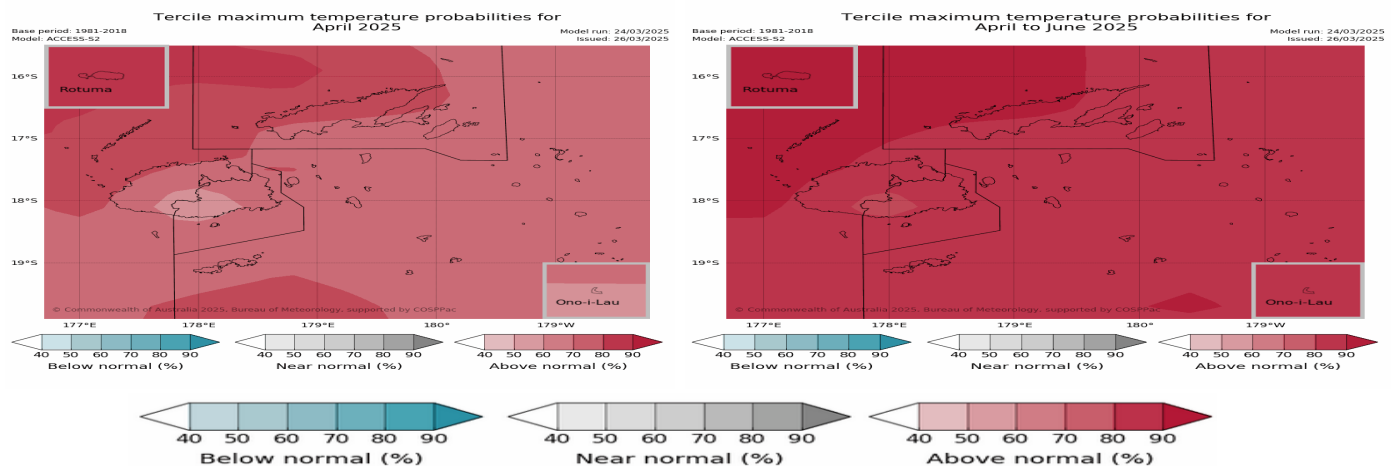 Tercile maximum temperature probabilities for
April 2025
Base period: 1981-2018
Model: ACCESS-S2
Model run: 24/03/2025
Issued: 26/03/2025
16°S
17°S
18°S
19°S
Rotuma
Ono-i-Lau
© Commonwealth of Australia 2025, Bureau of Meteorology, supported by COSPPac
177°E 178°E 179°E 180° 179°W
40 50 60 70 80 90
Below normal (%)
40 50 60 70 80 90
Near normal (%)
40 50 60 70 80 90
Above normal (%)
Tercile maximum temperature probabilities for
April to June 2025
Base period: 1981-2018
Model: ACCESS-S2
Model run: 24/03/2025
Issued: 26/03/2025
16°S
17°S
18°S
19°S
Rotuma
Ono-i-Lau
© Commonwealth of Australia 2025, Bureau of Meteorology, supported by COSPPac
177°E 178°E 179°E 180° 179°W
40 50 60 70 80 90
Below normal (%)
40 50 60 70 80 90
Near normal (%)
40 50 60 70 80 90
Above normal (%)
40 50 60 70 80 90
Below normal (%)
40 50 60 70 80 90
Near normal (%)
40 50 60 70 80 90
Above normal (%)